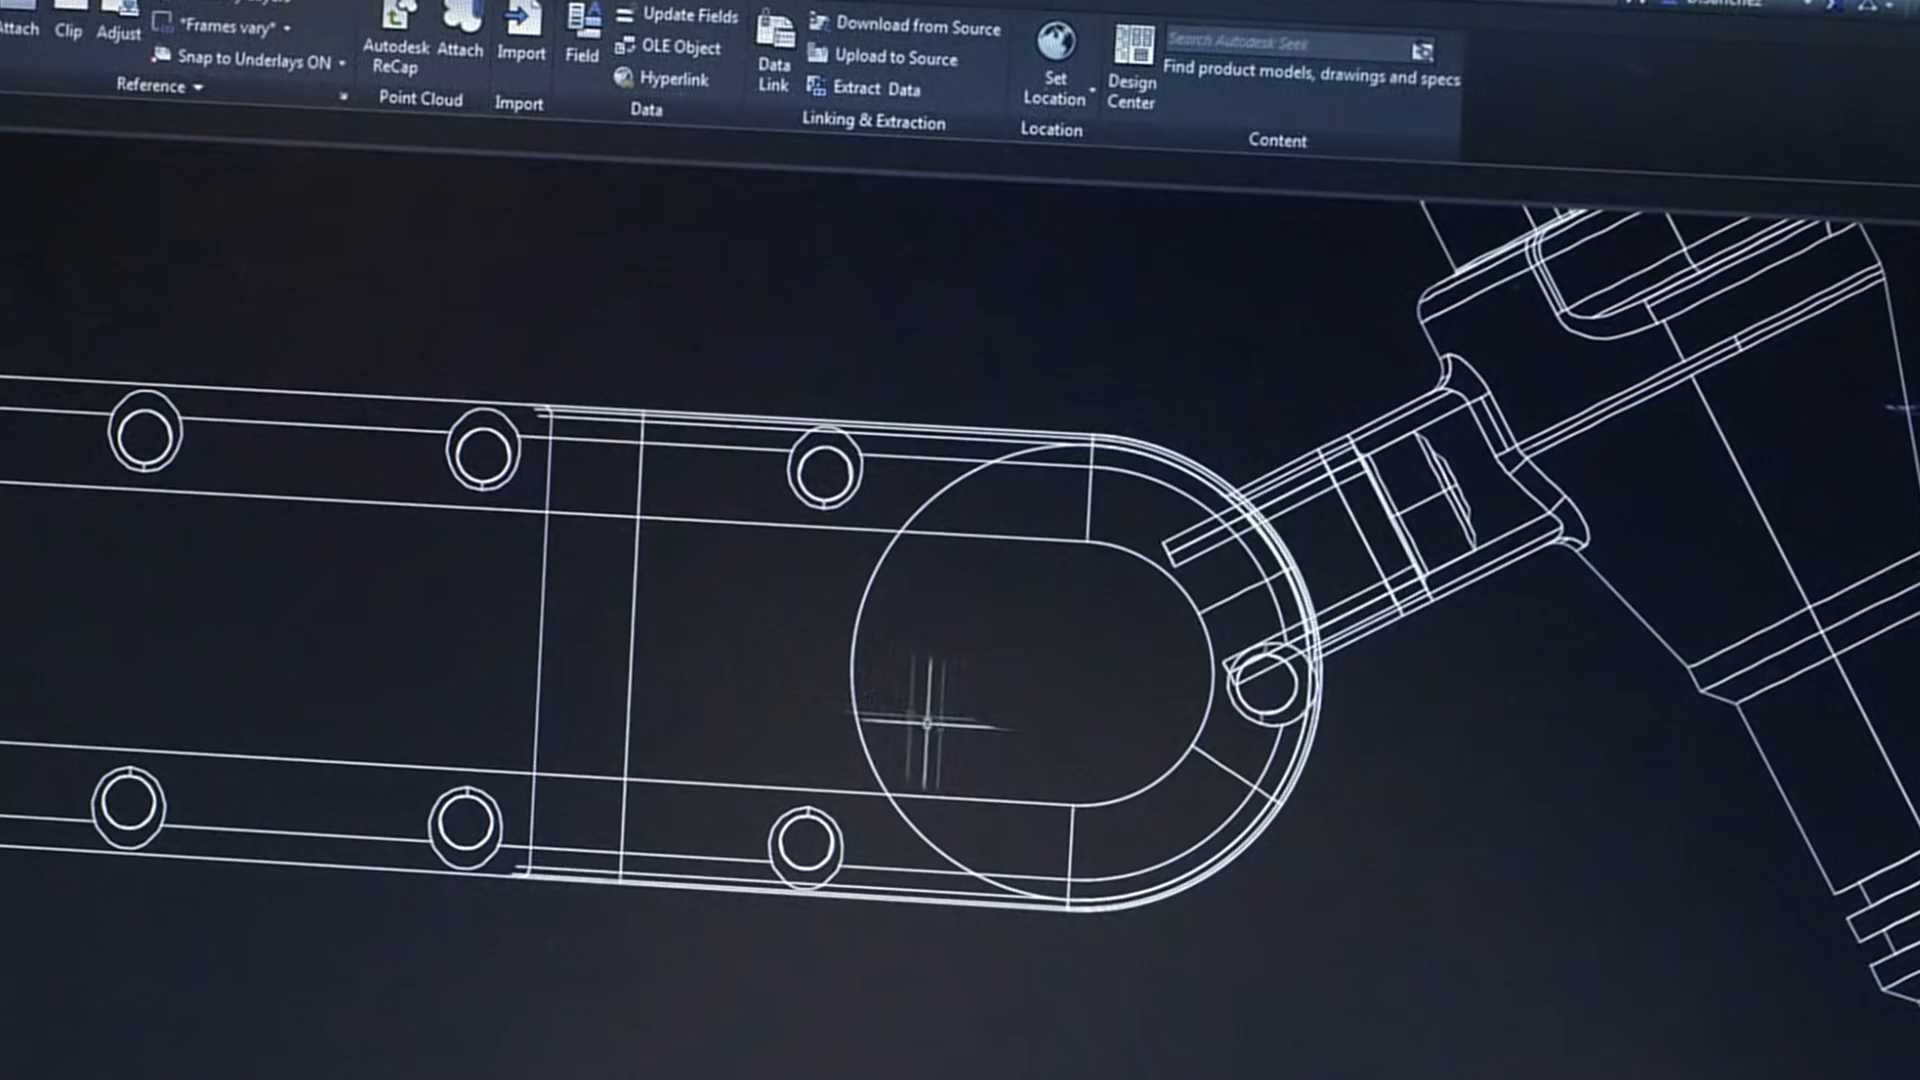 Attach Clip Adjust
"Frames vary"
Snap to Underlays ON
Reference
Autodesk ReCap
Attach
Point Cloud
Import
Import
Field
Update Fields
OLE Object
Hyperlink
Data
Data Link
Download from Source
Upload to Source
Extract Data
Linking & Extraction
Set Location
Location
Design Center
Search Autodesk Seek
Find product models, drawings and specs
Content